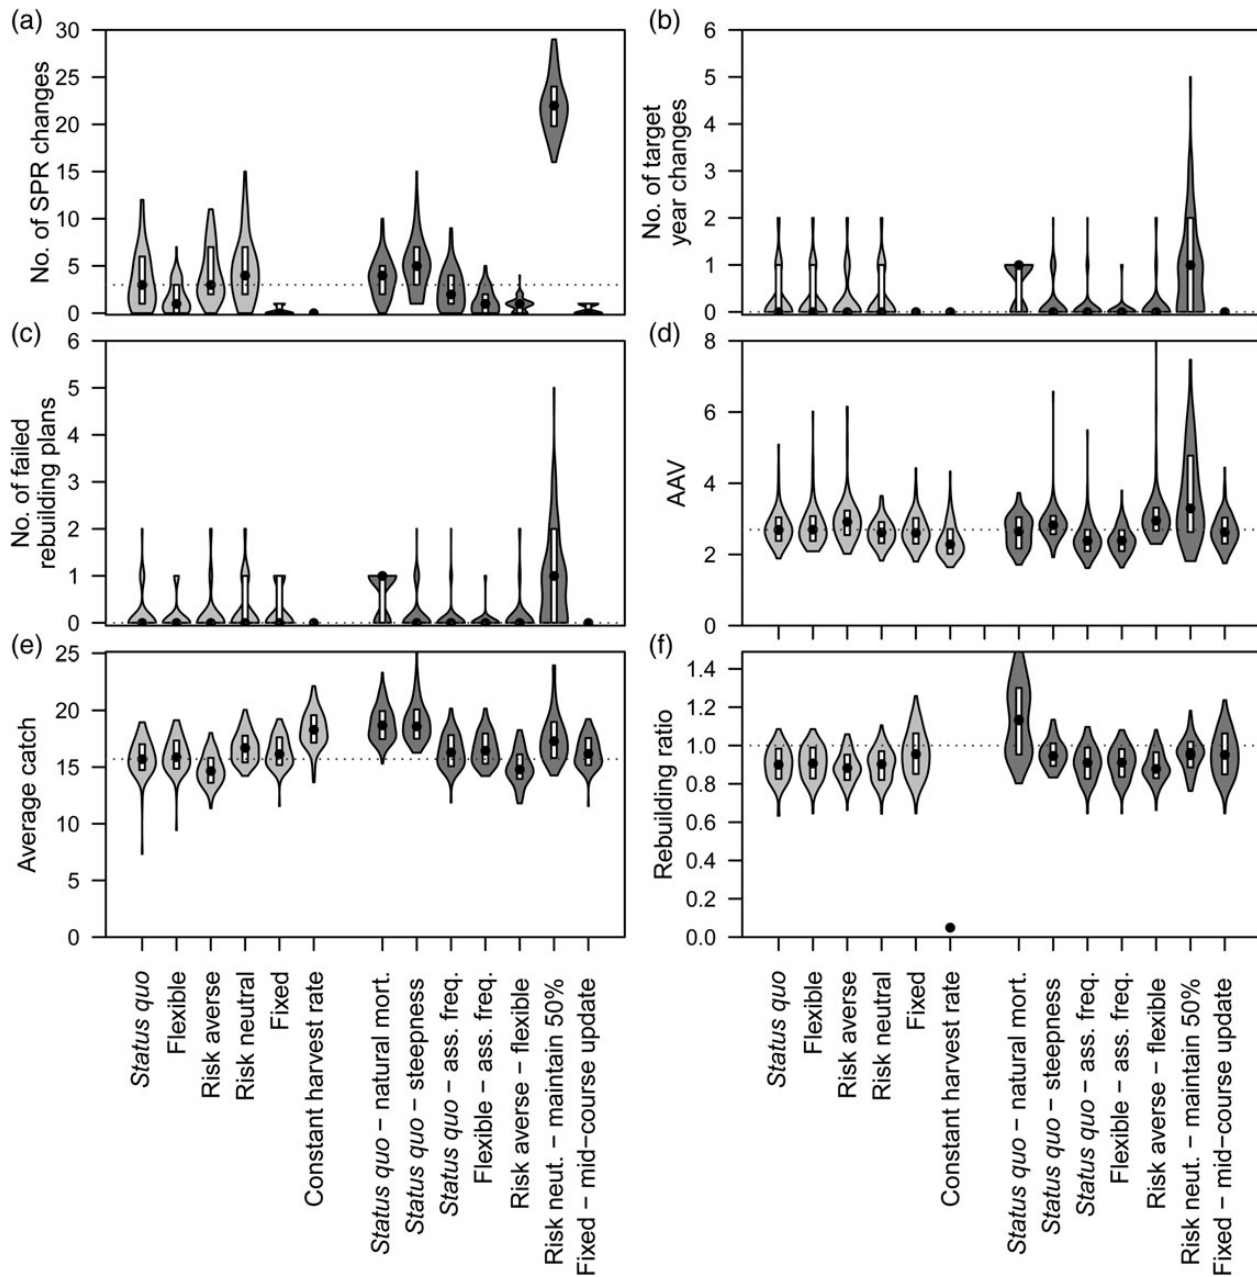 (a)
No. of SPR changes
30
25
20
15
10
5
0
(b)
No. of target
year changes
6
5
4
3
2
1
0
(c)
No. of failed
rebuilding plans
6
5
4
3
2
1
0
(d)
AAV
8
6
4
2
0
(e)
Average catch
25
20
15
10
5
0
(f)
Rebuilding ratio
1.4
1.2
1.0
0.8
0.6
0.4
0.2
0.0
Status quo
Flexible
Risk averse
Risk neutral
Fixed
Constant harvest rate
Status quo − natural mort.
Status quo − steepness
Status quo − ass. freq.
Flexible − ass. freq.
Risk averse − flexible
Risk neut. − maintain 50%
Fixed − mid−course update
Status quo
Flexible
Risk averse
Risk neutral
Fixed
Constant harvest rate
Status quo − natural mort.
Status quo − steepness
Status quo − ass. freq.
Flexible − ass. freq.
Risk averse − flexible
Risk neut. − maintain 50%
Fixed − mid−course update